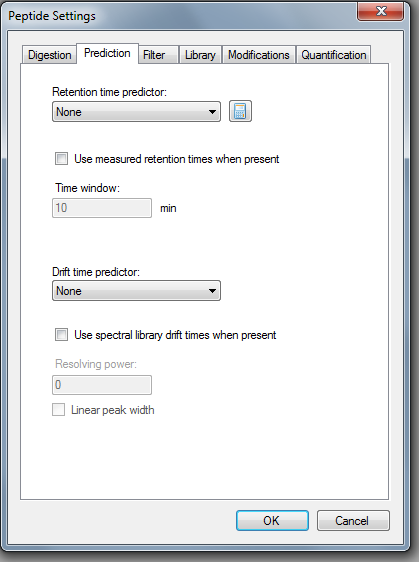 Peptide Settings
Digestion Prediction Filter Library Modifications Quantification
Retention time predictor:
None
Use measured retention times when present
Time window:
10 min
Drift time predictor:
None
Use spectral library drift times when present
Resolving power:
0
Linear peak width
OK Cancel